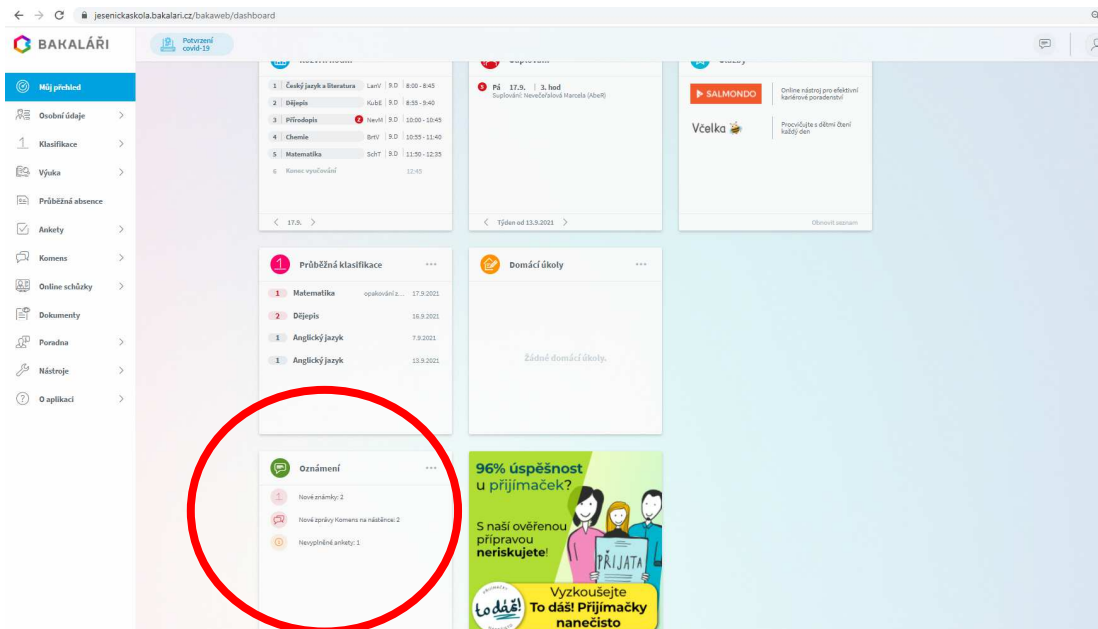 jesenickaskola.bakalari.cz/bakaweb/dashboard
BAKALÁŘI
Potvrzení
covid-19
Můj přehled
Osobní údaje
Klasifikace
Výuka
Průběžná absence
Ankety
Komens
Online schůzky
Dokumenty
Poradna
Nástroje
O aplikaci
1 Český jazyk a literatura LanV 9.D 8:00 - 8:45
2 Dějepis KubE 9.D 8:55 - 9:40
3 Přírodopis 2 NevM 9.D 10:00 - 10:45
4 Chemie BrtV 9.D 10:55 - 11:40
5 Matematika SchT 9.D 11:50 - 12:35
6 Konec vyučování 12:45
17.9.
3 Pá 17.9. 3. hod
Suplování: Nevečeřalová Marcela (AbeR)
Týden od 13.9.2021
SALMONDO
Online nástroj pro efektivní
kariérové poradenství
Včelka
Procvičujte s dětmi čtení
každý den
Obnovit seznam
1 Průběžná klasifikace ...
1 Matematika opakování z... 17.9.2021
2 Dějepis 16.9.2021
1 Anglický jazyk 7.9.2021
1 Anglický jazyk 13.9.2021
Domácí úkoly ...
Žádné domácí úkoly.
Oznámení ...
Nové známky: 2
Nové zprávy Komens na nástěnce: 2
Nevyplněné ankety: 1
96% úspěšnost
u přijímaček?
S naší ověřenou
přípravou
neriskujete!
PŘIJATA
to dáš!
Vyzkoušejte
To dáš! Přijímačky
nanečisto